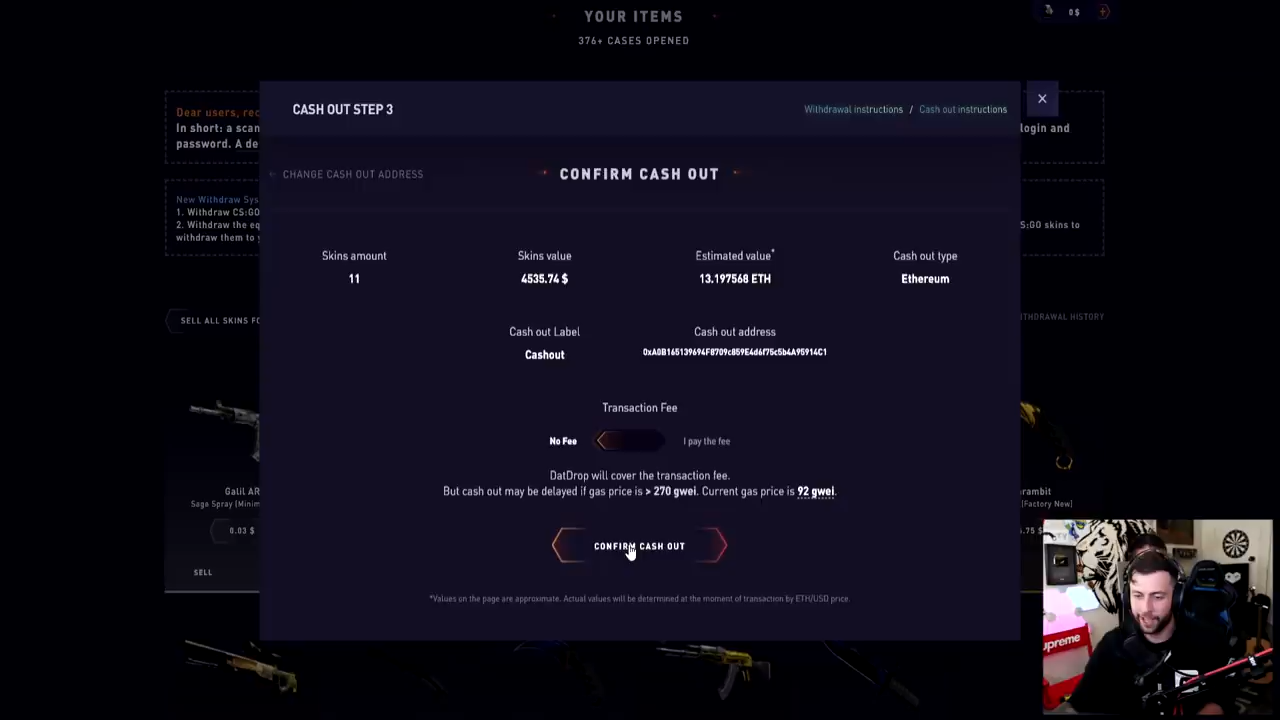 YOUR ITEMS
0 $
376+ CASES OPENED
Dear users, rec
In short: a scan
login and
password. A de
CASH OUT STEP 3
Withdrawal instructions / Cash out instructions
CHANGE CASH OUT ADDRESS
CONFIRM CASH OUT
New Withdraw Sys
1. Withdraw CS:GO
2. Withdraw the eq
S:GO skins to
withdraw them to y
Skins amount
Skins value
Estimated value*
Cash out type
11
4535.74 $
13.197568 ETH
Ethereum
SELL ALL SKINS FO
ITHDRAWAL HISTORY
Cash out Label
Cash out address
Cashout
0xA0B165139694F8709c859E4d6f75c5b4A95914C1
Transaction Fee
No Fee
I pay the fee
DatDrop will cover the transaction fee.
But cash out may be delayed if gas price is > 270 gwei. Current gas price is 92 gwei.
Galil AR
arambit
Sage Spray (Minim
(Factory New)
0.03 $
.75 $
CONFIRM CASH OUT
SELL
*Values on the page are approximate. Actual values will be determined at the moment of transaction by ETH/USD price.
upreme